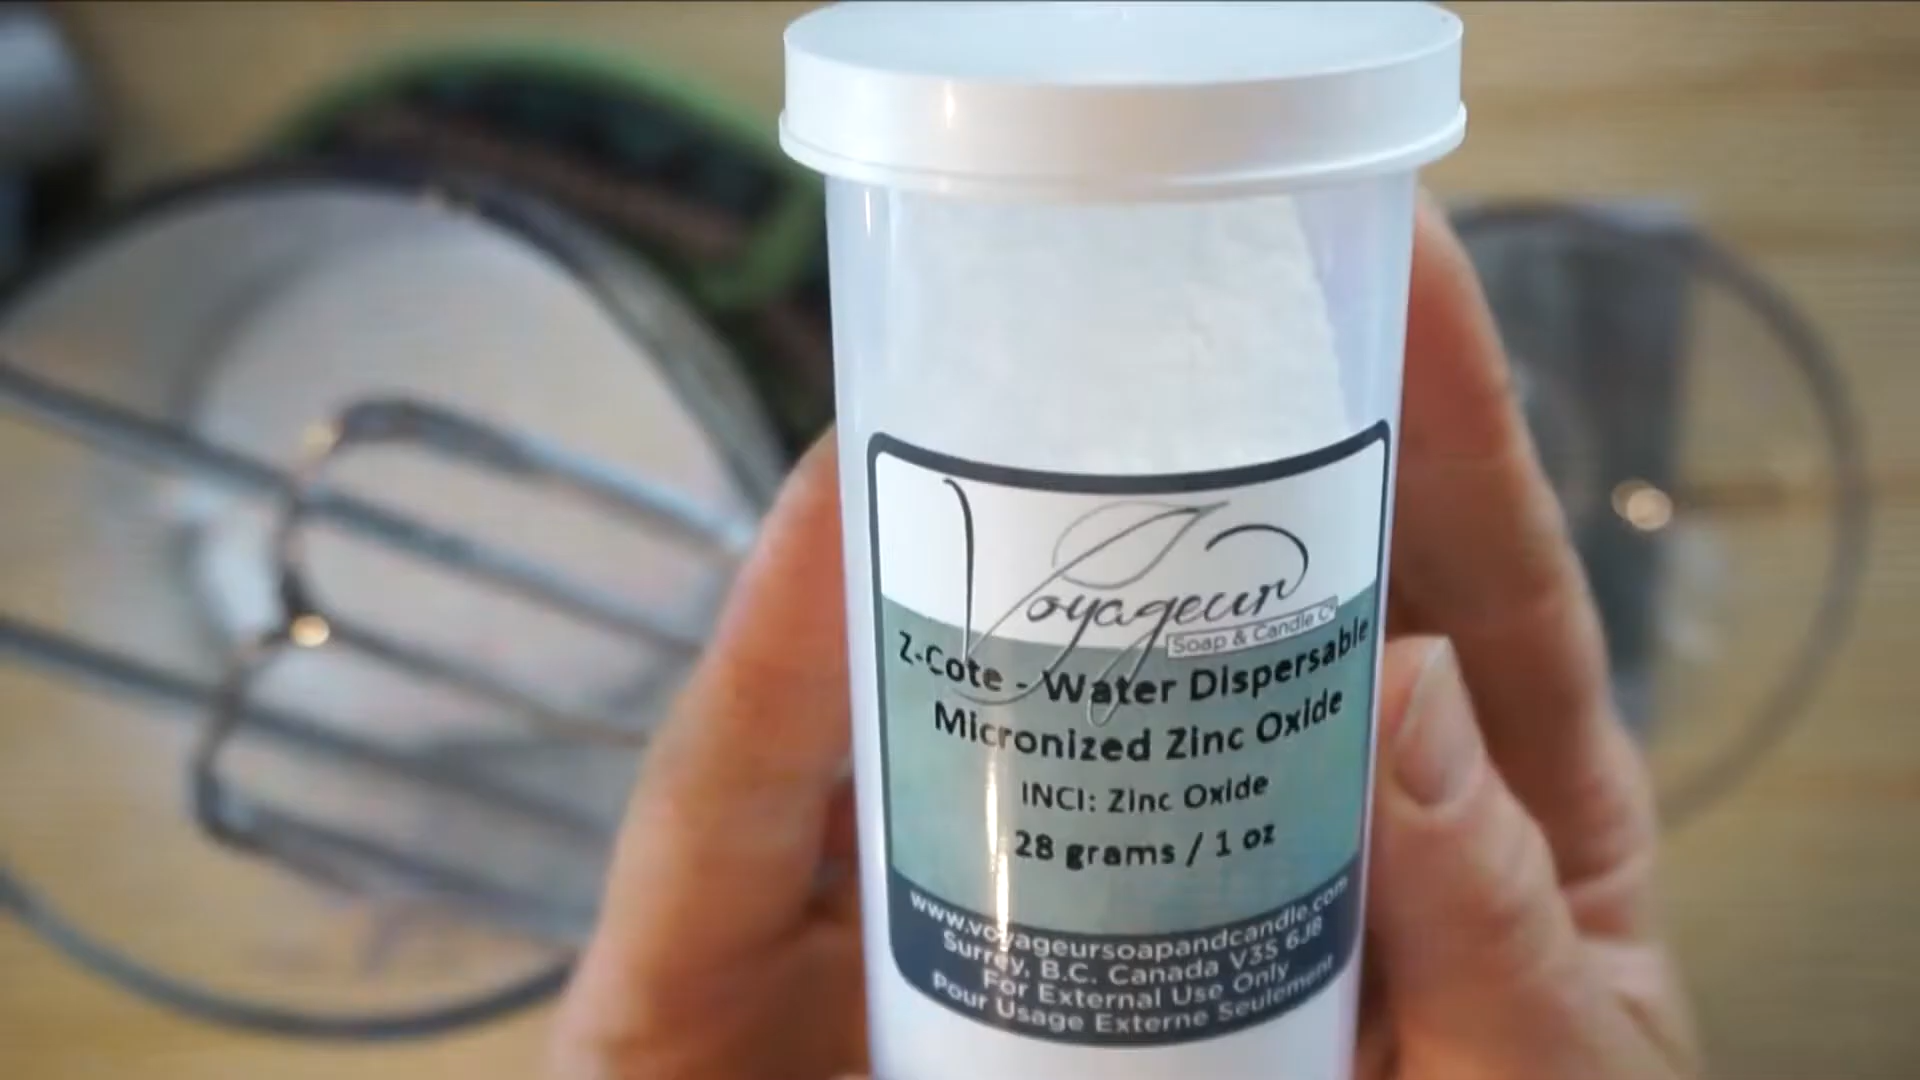 Voyageur
Soap & Candle Co
Z-Cote - Water Dispersable
Micronized Zinc Oxide
INCI: Zinc Oxide
28 grams / 1 oz
www.voyageursoapandcandle.com
Surrey, B.C. Canada V3S 6J8
For External Use Only
Pour Usage Externe Seulement